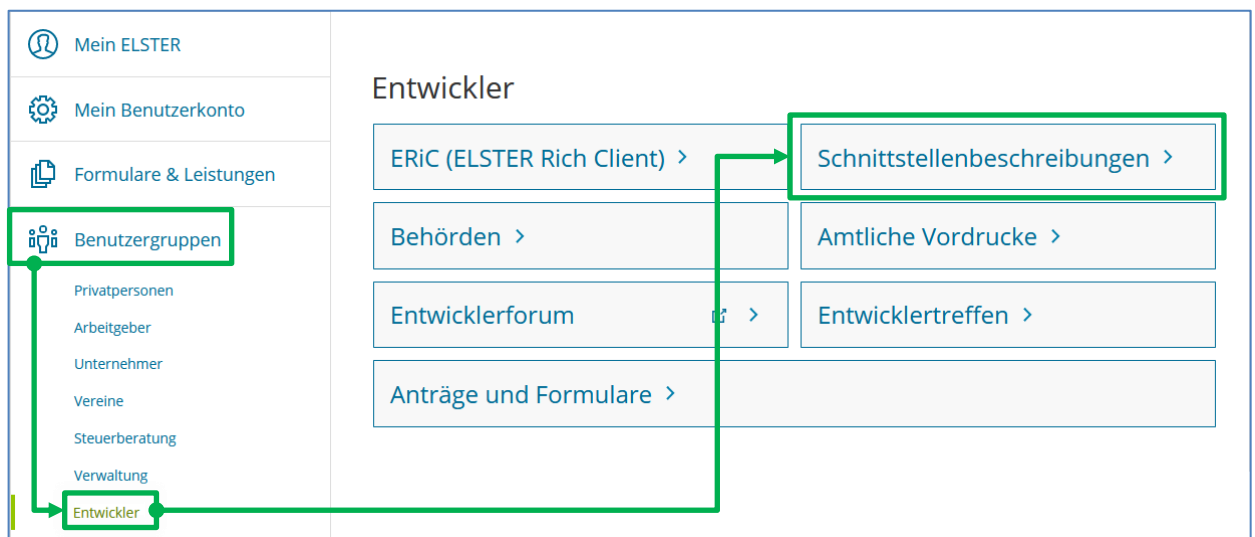 Mein ELSTER
Mein Benutzerkonto
Formulare & Leistungen
Benutzergruppen
Privatpersonen
Arbeitgeber
Unternehmer
Vereine
Steuerberatung
Verwaltung
Entwickler
Entwickler
ERiC (ELSTER Rich Client)
Schnittstellenbeschreibungen
Behörden
Amtliche Vordrucke
Entwicklerforum
Entwicklertreffen
Anträge und Formulare